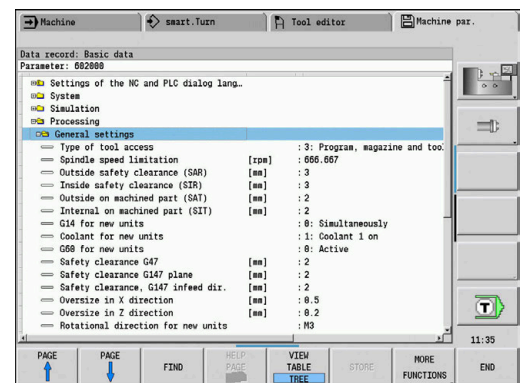 Machine
smart.Turn
Tool editor
Machine par.
Data record: Basic data
Parameter: 602000
Settings of the NC and PLC dialog lang…
System
Simulation
Processing
General settings
Type of tool access : 3: Program, magazine and too
Spindle speed limitation [rpm] : 666.667
Outside safety clearance (SAR) [mm] : 3
Inside safety clearance (SIR) [mm] : 3
Outside on machined part (SAT) [mm] : 2
Internal on machined part (SIT) [mm] : 2
G14 for new units : 0: Simultaneously
Coolant for new units : 1: Coolant 1 on
G60 for new units : 0: Active
Safety clearance G47 [mm] : 2
Safety clearance G147 plane [mm] : 2
Safety clearance, G147 infeed dir. [mm] : 2
Oversize in X direction [mm] : 0.5
Oversize in Z direction [mm] : 0.2
Rotational direction for new units : M3
T
11:35
PAGE
PAGE
FIND
HELP PAGE
VIEW
TABLE
TREE
STORE
MORE
FUNCTIONS
END